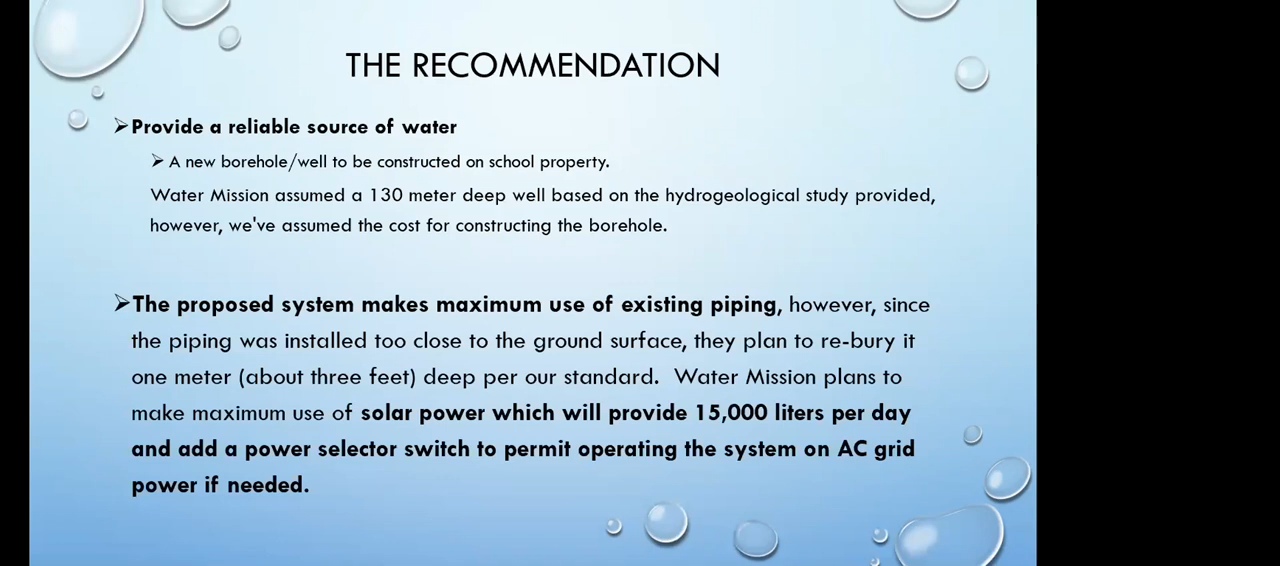 THE RECOMMENDATION
➢Provide a reliable source of water
➢ A new borehole/well to be constructed on school property.
Water Mission assumed a 130 meter deep well based on the hydrogeological study provided,
however, we've assumed the cost for constructing the borehole.
➢The proposed system makes maximum use of existing piping, however, since
the piping was installed too close to the ground surface, they plan to re-bury it
one meter (about three feet) deep per our standard.  Water Mission plans to
make maximum use of solar power which will provide 15,000 liters per day
and add a power selector switch to permit operating the system on AC grid
power if needed.